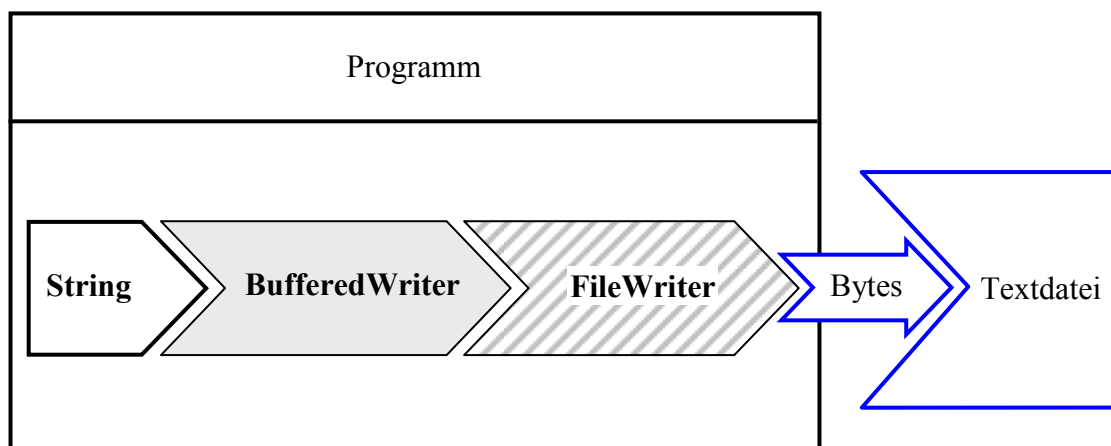 Programm
String
BufferedWriter
FileWriter
Bytes
Textdatei